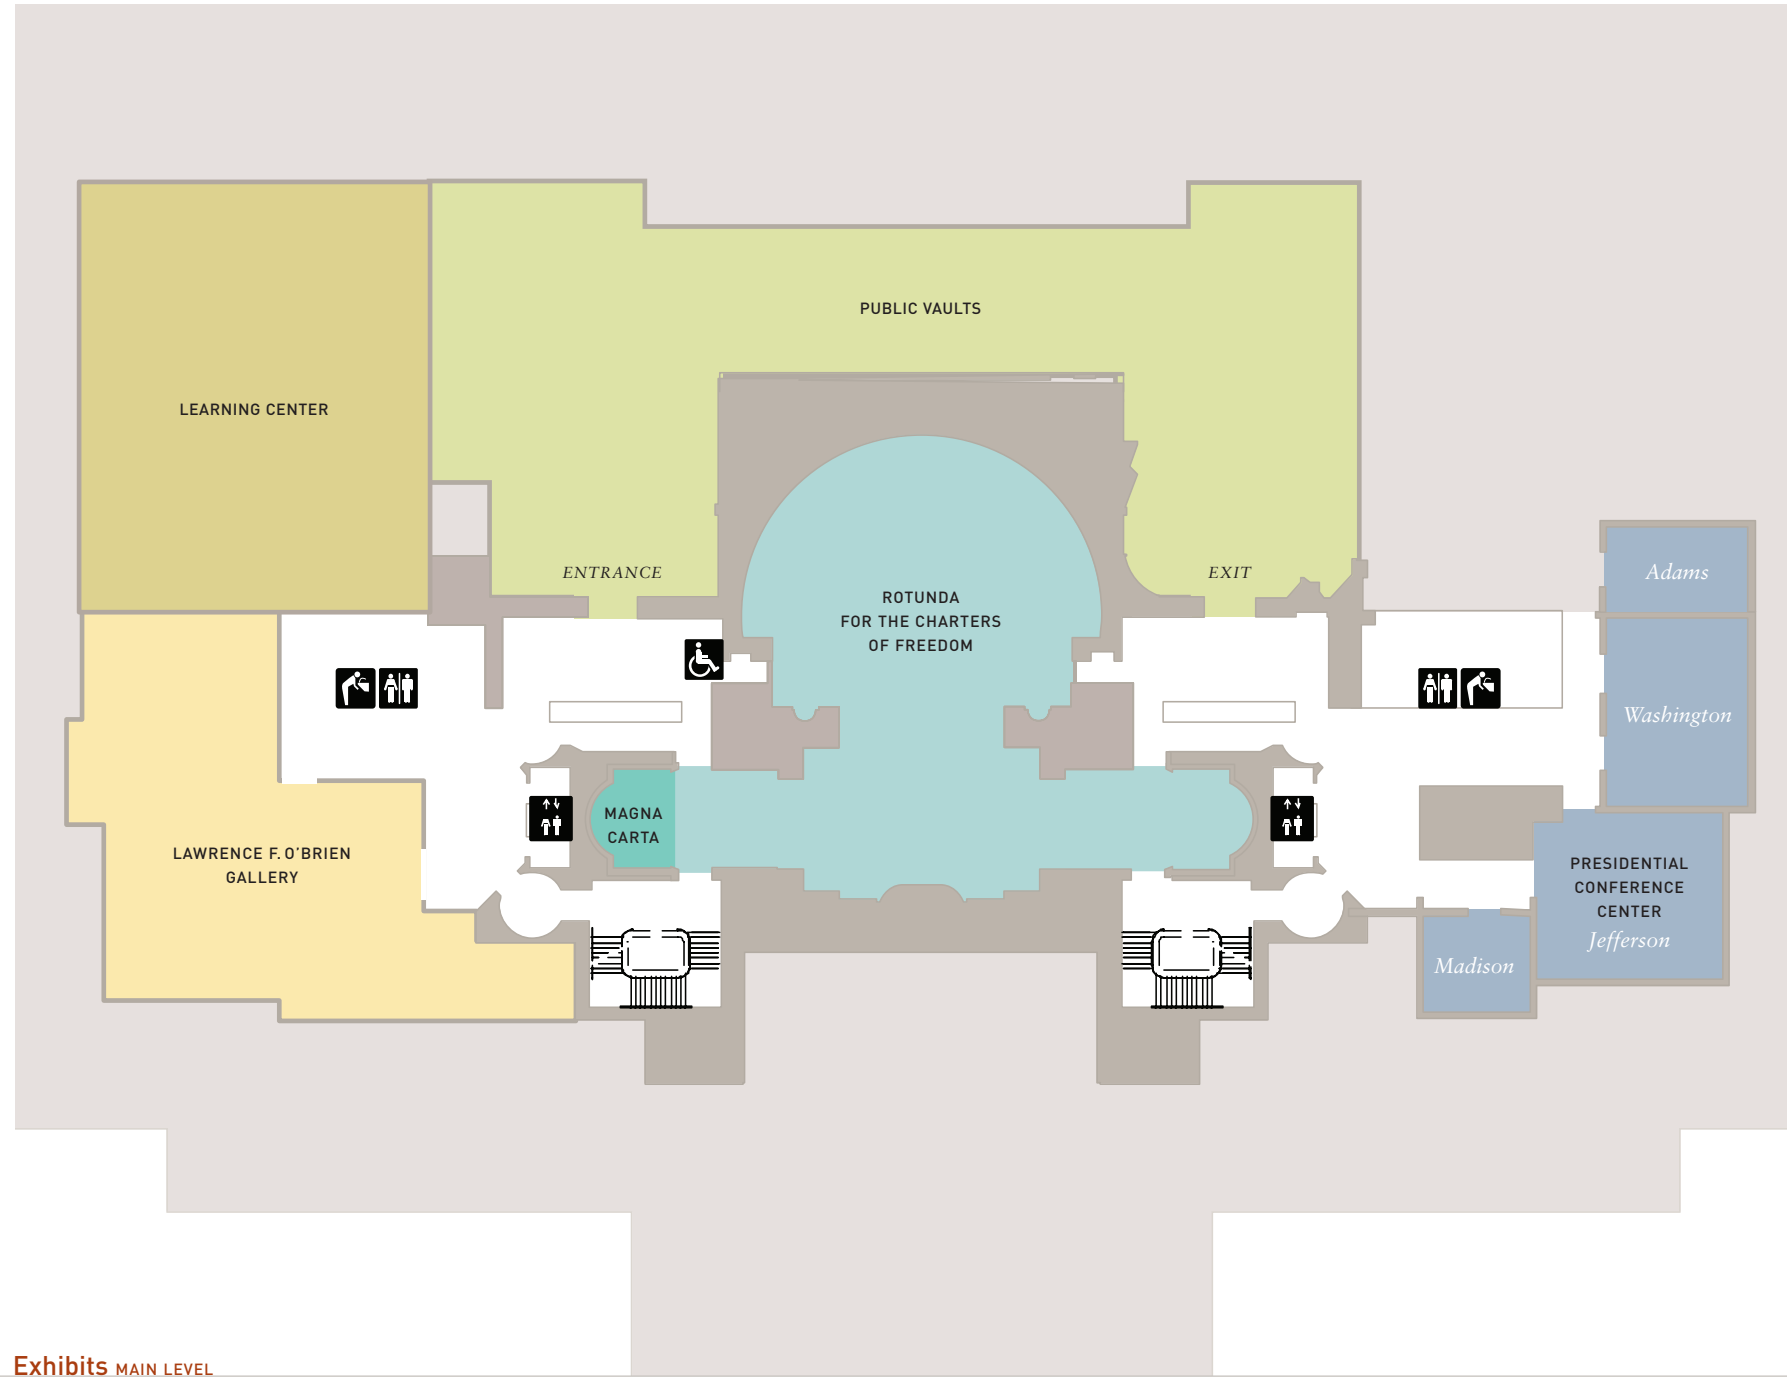 PUBLIC VAULTS
LEARNING CENTER
ENTRANCE
EXIT
Adams
ROTUNDA
FOR THE CHARTERS
OF FREEDOM
Washington
MAGNA
CARTA
LAWRENCE F. O'BRIEN
GALLERY
PRESIDENTIAL
CONFERENCE
CENTER
Jefferson
Madison
Exhibits MAIN LEVEL